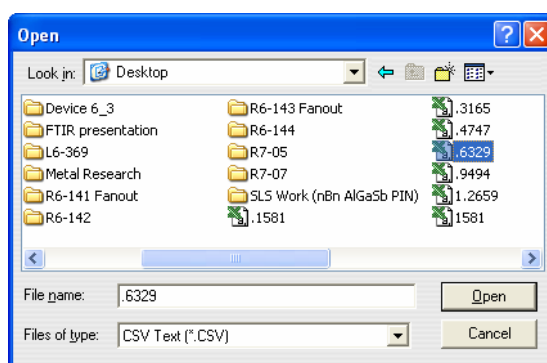 Open
Look in: Desktop
Device 6_3
FTIR presentation
L6-369
Metal Research
R6-141 Fanout
R6-142
R6-143 Fanout
R6-144
R7-05
R7-07
SLS Work (nBn AlGaSb PIN)
.1581
.3165
.4747
.6329
.9494
1.2659
1581
File name: .6329
Open
Files of type: CSV Text (*.CSV)
Cancel